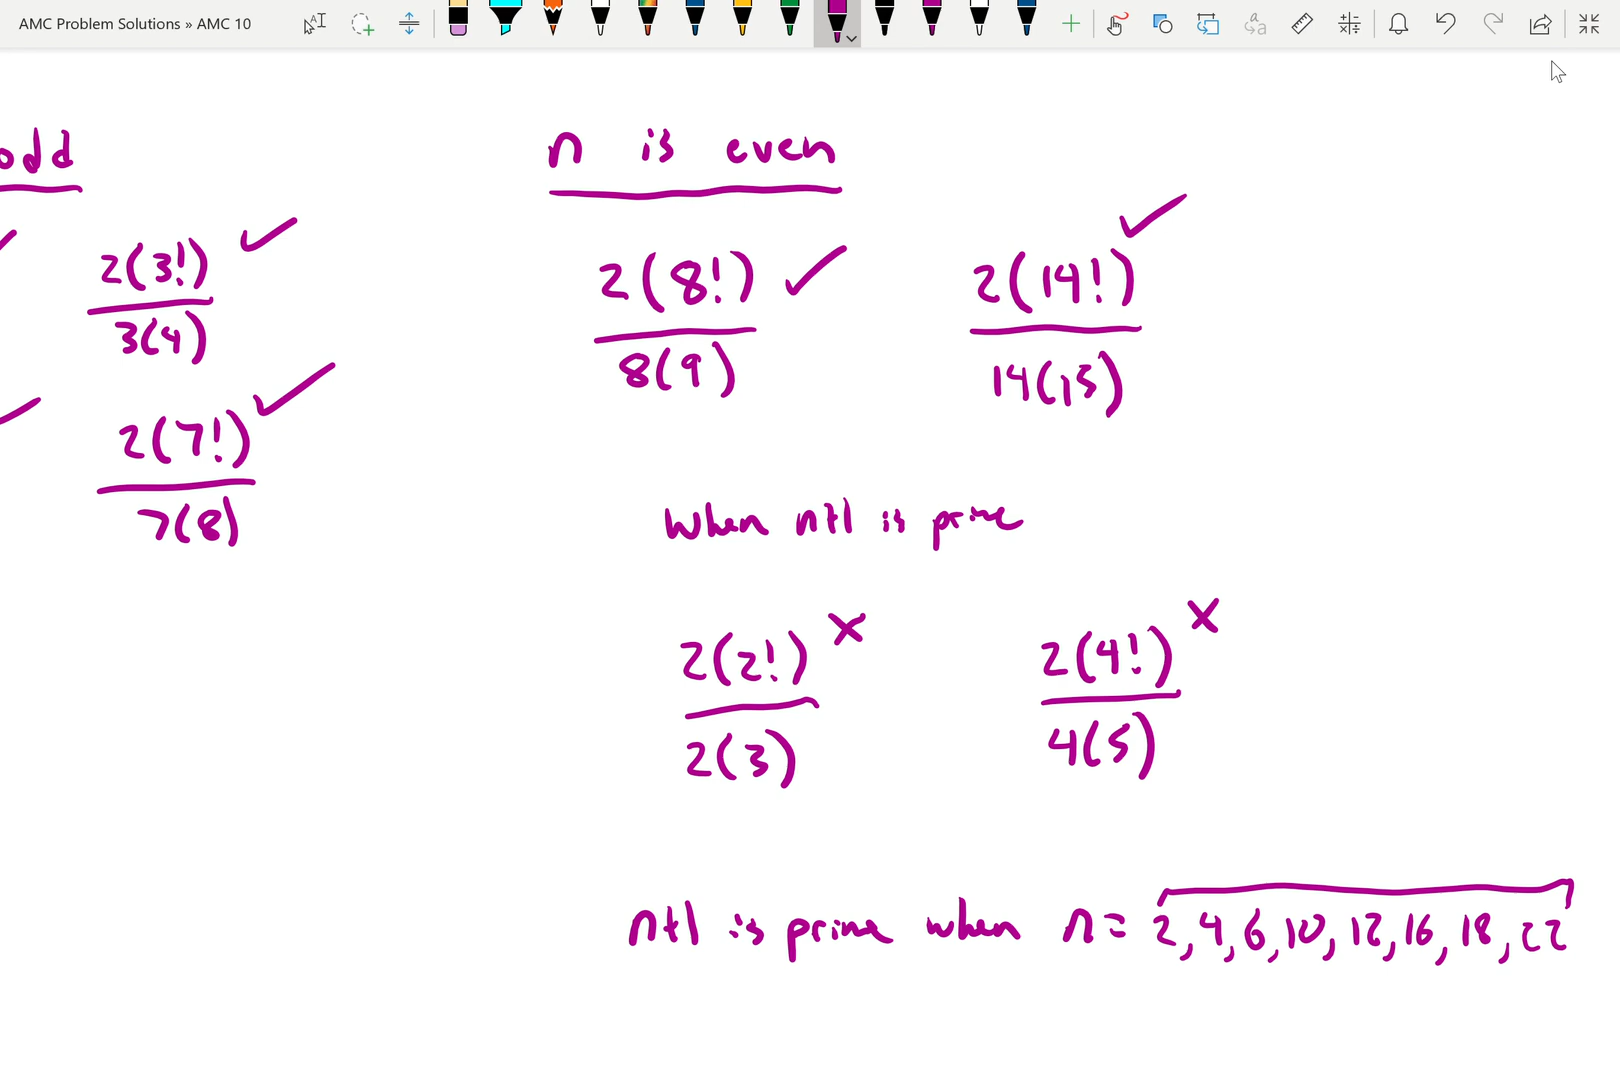 AMC Problem Solutions » AMC 10
odd
n is even
2(3!) ✓
3(4)
2(7!) ✓
7(8)
2(8!) ✓
8(9)
2(14!) ✓
14(15)
when n+1 is prime
2(2!) ×
2(3)
2(4!) ×
4(5)
n+1 is prime when n = 2, 4, 6, 10, 12, 16, 18, 22